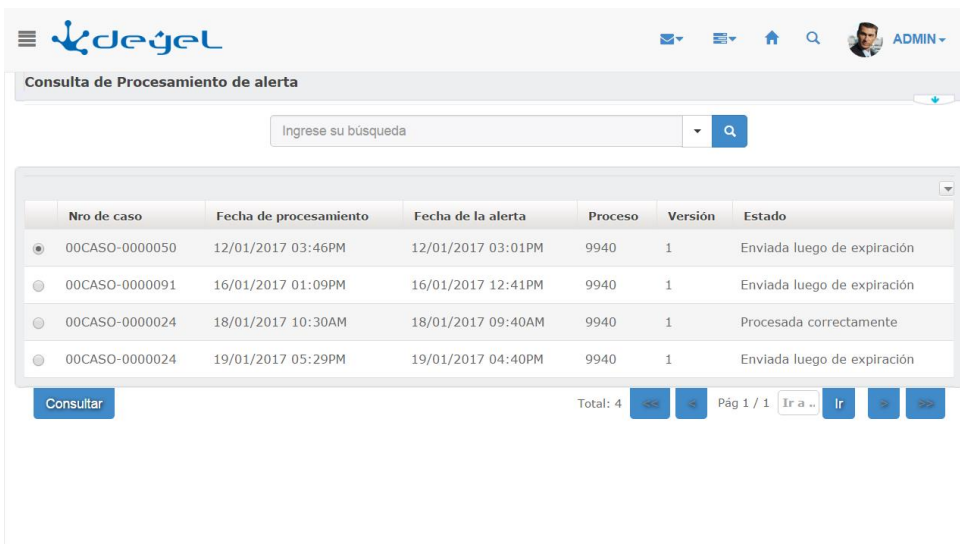 deyel
ADMIN
Consulta de Procesamiento de alerta
Ingrese su búsqueda
Nro de caso Fecha de procesamiento Fecha de la alerta Proceso Versión Estado
00CASO-0000050 12/01/2017 03:46PM 12/01/2017 03:01PM 9940 1 Enviada luego de expiración
00CASO-0000091 16/01/2017 01:09PM 16/01/2017 12:41PM 9940 1 Enviada luego de expiración
00CASO-0000024 18/01/2017 10:30AM 18/01/2017 09:40AM 9940 1 Procesada correctamente
00CASO-0000024 19/01/2017 05:29PM 19/01/2017 04:40PM 9940 1 Enviada luego de expiración
Consultar Total: 4 << < Pág 1 / 1 Ir a .. Ir > >>